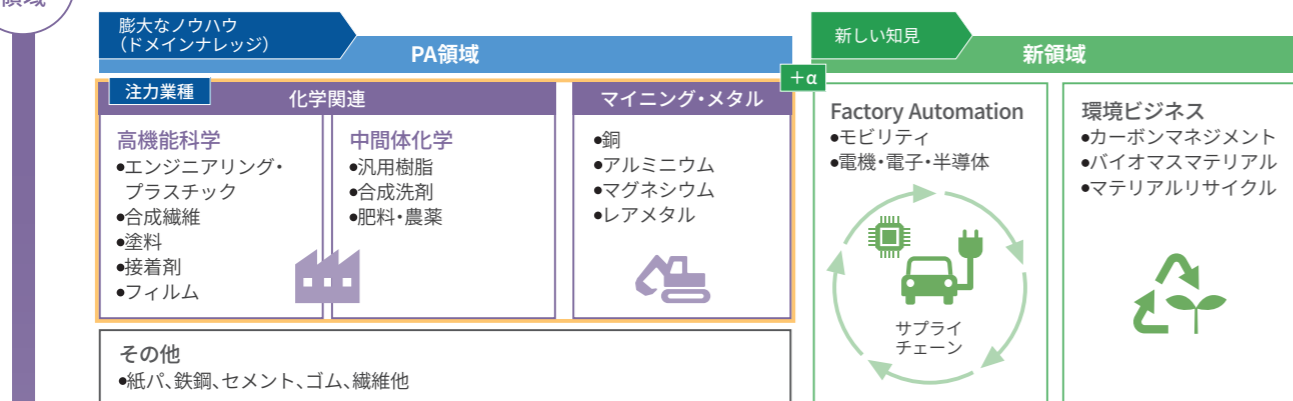 領域
膨大なノウハウ
（ドメインナレッジ）
PA領域
新しい知見
新領域
＋α
注力業種
化学関連
マイニング・メタル
高機能科学
●エンジニアリング・
プラスチック
●合成繊維
●塗料
●接着剤
●フィルム
中間体化学
●汎用樹脂
●合成洗剤
●肥料・農薬
●銅
●アルミニウム
●マグネシウム
●レアメタル
その他
●紙パ、鉄鋼、セメント、ゴム、繊維他
Factory Automation
●モビリティ
●電機・電子・半導体
サプライ
チェーン
環境ビジネス
●カーボンマネジメント
●バイオマスマテリアル
●マテリアルリサイクル